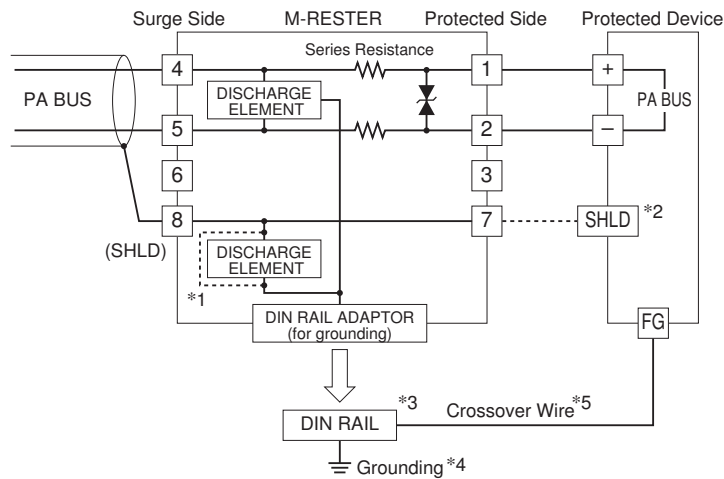 Surge Side M-RESTER Protected Side Protected Device
Series Resistance
4 1 +
PA BUS DISCHARGE ELEMENT PA BUS
5 2 −
6 3
8 7 SHLD *2
(SHLD)
DISCHARGE
ELEMENT
*1
DIN RAIL ADAPTOR
(for grounding)
FG
*3
DIN RAIL Crossover Wire*5
Grounding*4